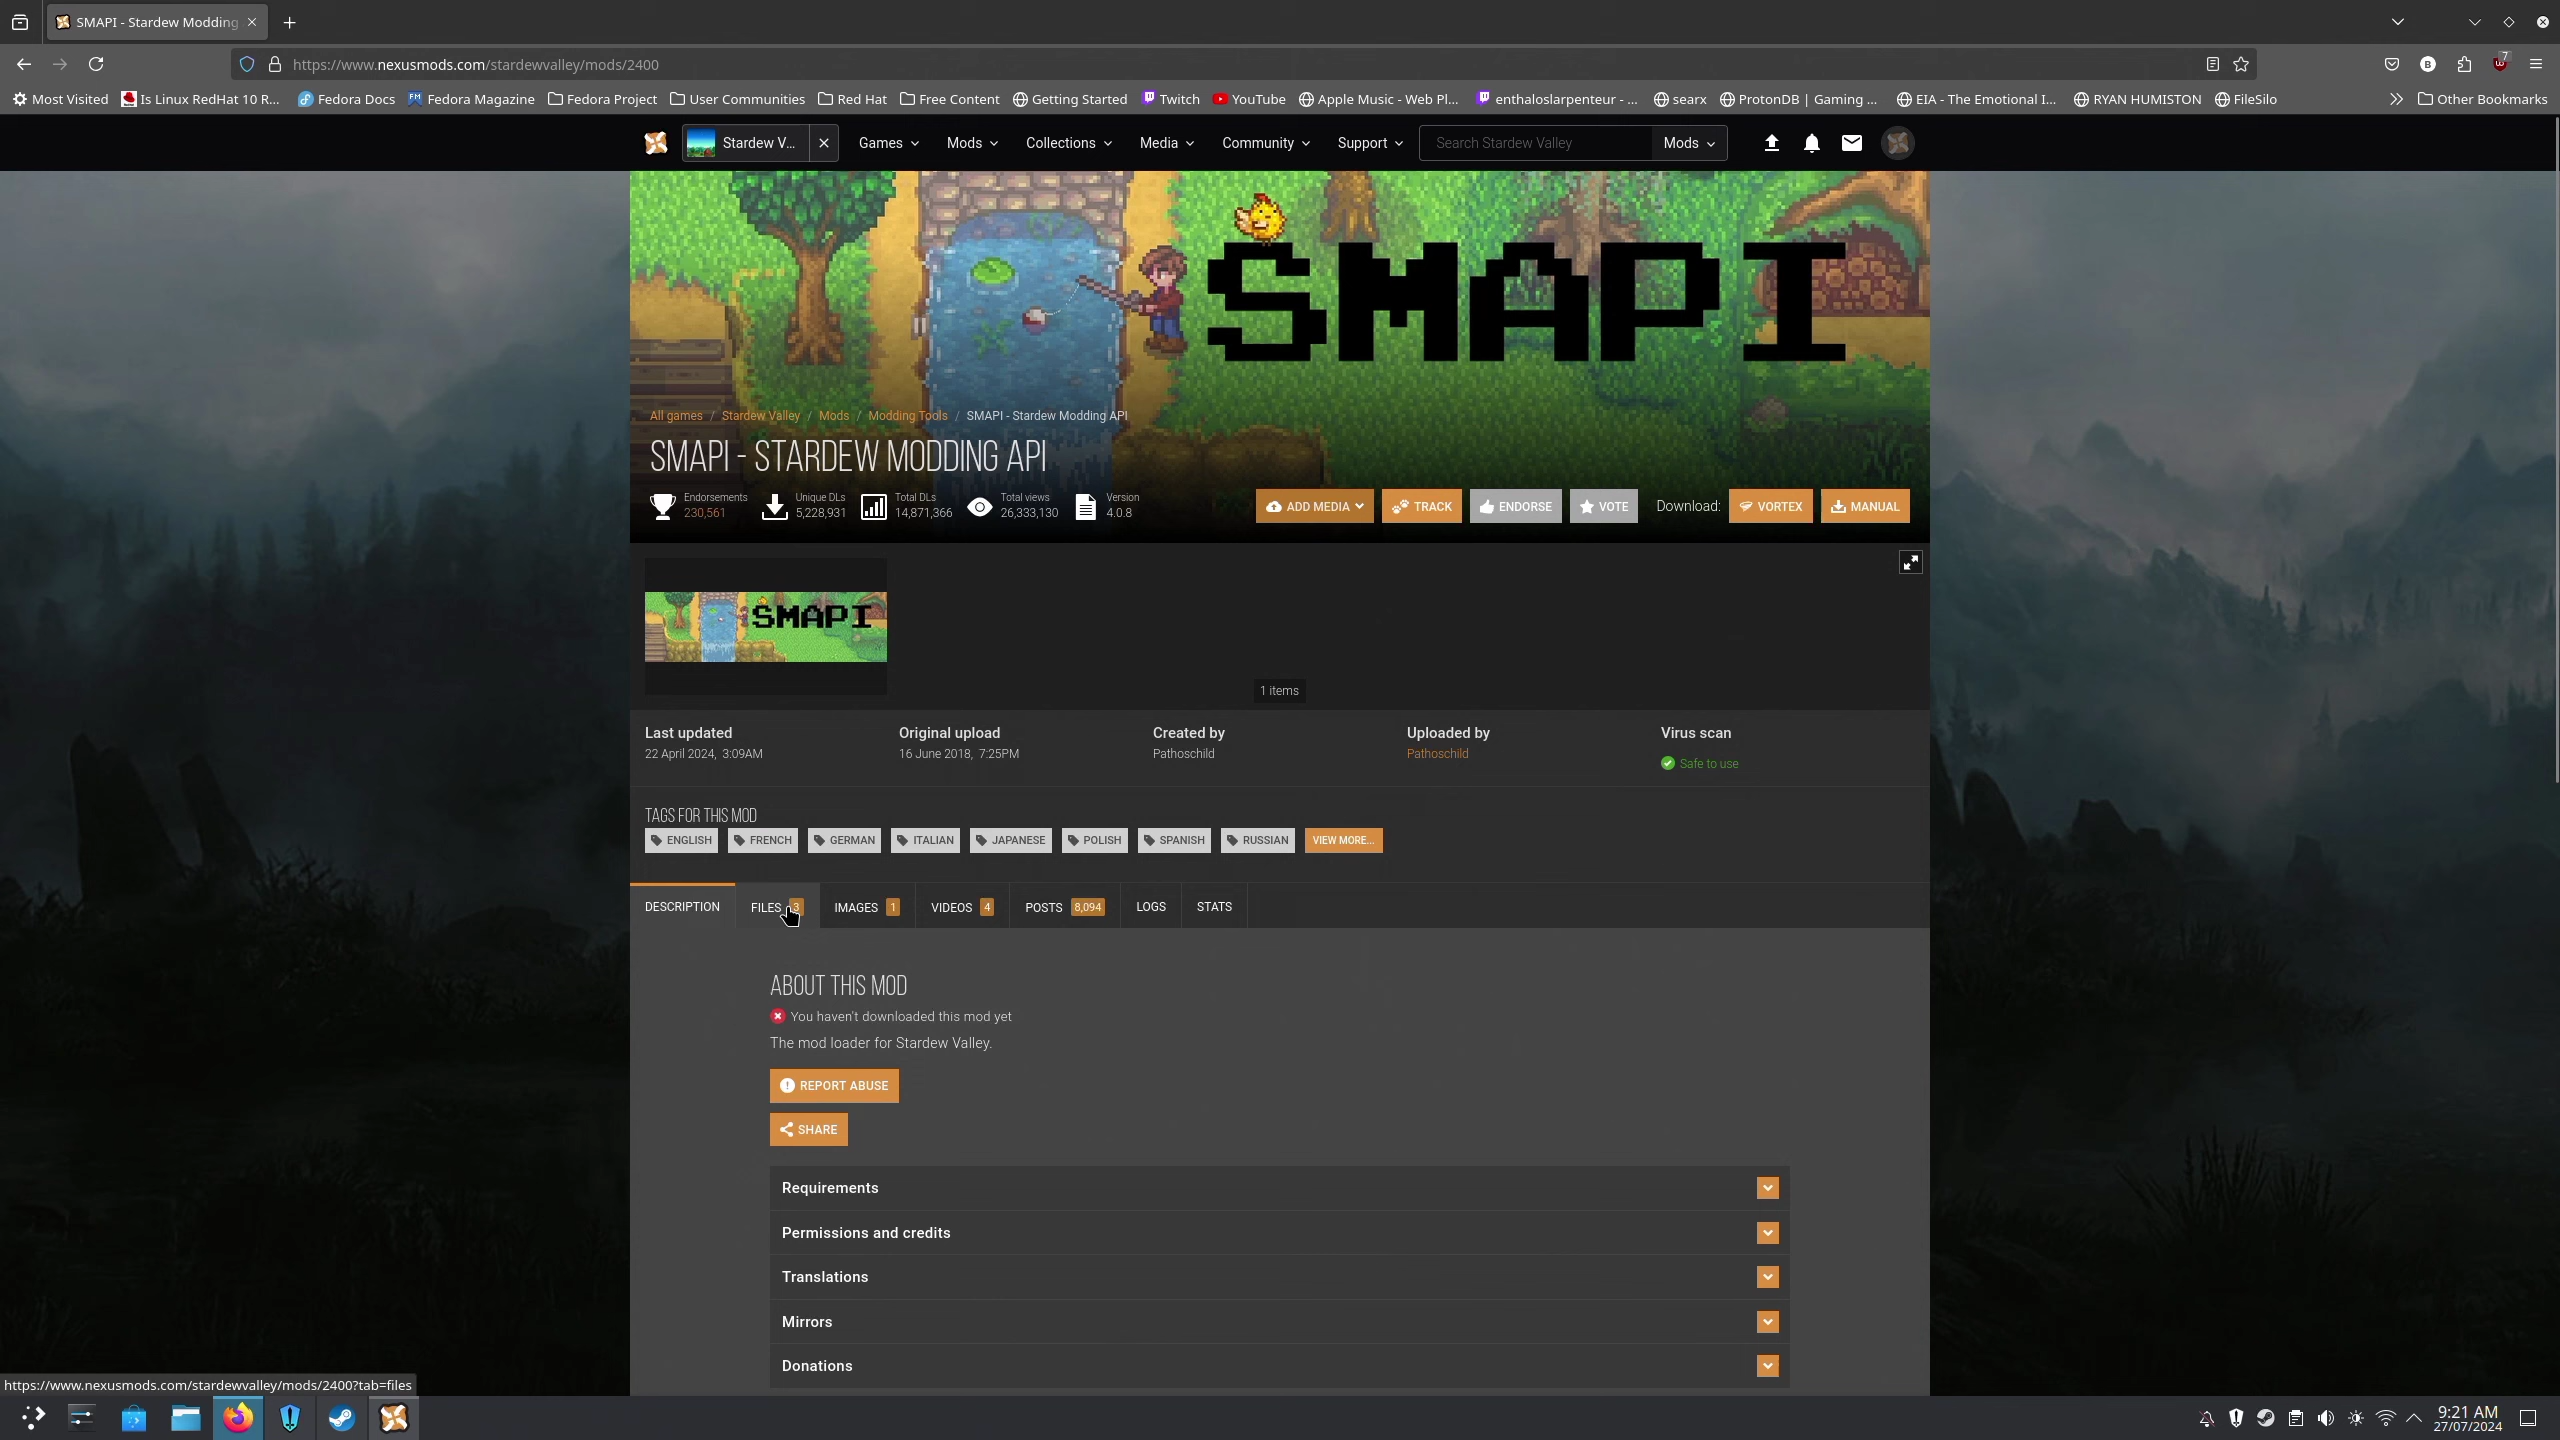 SMAPI - Stardew Modding
https://www.nexusmods.com/stardewvalley/mods/2400
7
Most Visited Is Linux RedHat 10 R... Fedora Docs Fedora Magazine Fedora Project User Communities Red Hat Free Content Getting Started Twitch YouTube Apple Music - Web Pl... enthaloslarpenteur - ... searx ProtonDB | Gaming ... EIA - The Emotional I... RYAN HUMISTON FileSilo Other Bookmarks
Stardew V... Games Mods Collections Media Community Support Search Stardew Valley Mods
SMAPI
All games / Stardew Valley / Mods / Modding Tools / SMAPI - Stardew Modding API
SMAPI - STARDEW MODDING API
Endorsements Unique DLs Total DLs Total views Version
230,561 5,228,931 14,871,366 26,333,130 4.0.8
ADD MEDIA TRACK ENDORSE VOTE Download: VORTEX MANUAL
SMAPI
1 items
Last updated Original upload Created by Uploaded by Virus scan
22 April 2024, 3:09AM 16 June 2018, 7:25PM Pathoschild Pathoschild Safe to use
TAGS FOR THIS MOD
ENGLISH FRENCH GERMAN ITALIAN JAPANESE POLISH SPANISH RUSSIAN VIEW MORE...
DESCRIPTION FILES 3 IMAGES 1 VIDEOS 4 POSTS 8,094 LOGS STATS
ABOUT THIS MOD
You haven't downloaded this mod yet
The mod loader for Stardew Valley.
REPORT ABUSE
SHARE
Requirements
Permissions and credits
Translations
Mirrors
Donations
https://www.nexusmods.com/stardewvalley/mods/2400?tab=files
9:21 AM
27/07/2024